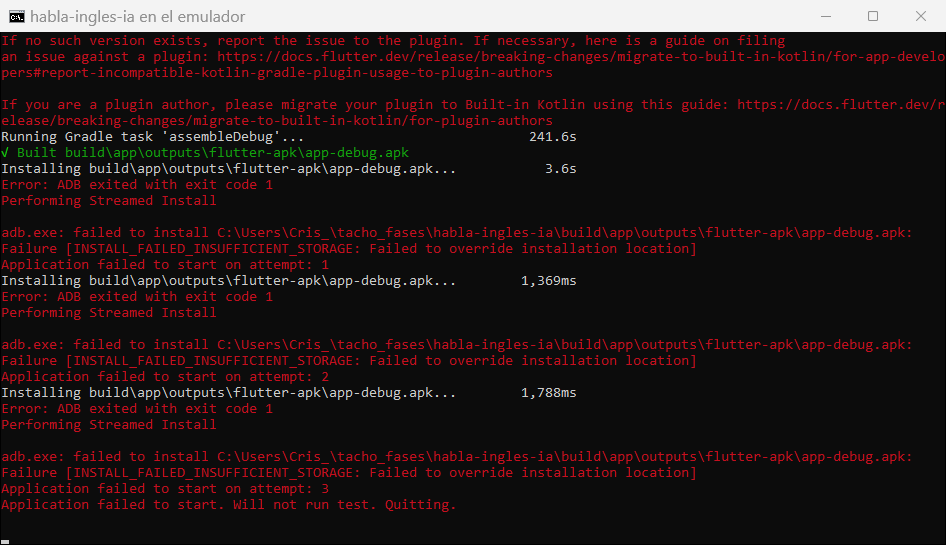 habla-ingles-ia en el emulador
If no such version exists, report the issue to the plugin. If necessary, here is a guide on filing
an issue against a plugin: https://docs.flutter.dev/release/breaking-changes/migrate-to-built-in-kotlin/for-app-develo
pers#report-incompatible-kotlin-gradle-plugin-usage-to-plugin-authors
If you are a plugin author, please migrate your plugin to Built-in Kotlin using this guide: https://docs.flutter.dev/r
elease/breaking-changes/migrate-to-built-in-kotlin/for-plugin-authors
Running Gradle task 'assembleDebug'... 241.6s
√ Built build\app\outputs\flutter-apk\app-debug.apk
Installing build\app\outputs\flutter-apk\app-debug.apk... 3.6s
Error: ADB exited with exit code 1
Performing Streamed Install
adb.exe: failed to install C:\Users\Cris_\tacho_fases\habla-ingles-ia\build\app\outputs\flutter-apk\app-debug.apk:
Failure [INSTALL_FAILED_INSUFFICIENT_STORAGE: Failed to override installation location]
Application failed to start on attempt: 1
Installing build\app\outputs\flutter-apk\app-debug.apk... 1,369ms
Error: ADB exited with exit code 1
Performing Streamed Install
adb.exe: failed to install C:\Users\Cris_\tacho_fases\habla-ingles-ia\build\app\outputs\flutter-apk\app-debug.apk:
Failure [INSTALL_FAILED_INSUFFICIENT_STORAGE: Failed to override installation location]
Application failed to start on attempt: 2
Installing build\app\outputs\flutter-apk\app-debug.apk... 1,788ms
Error: ADB exited with exit code 1
Performing Streamed Install
adb.exe: failed to install C:\Users\Cris_\tacho_fases\habla-ingles-ia\build\app\outputs\flutter-apk\app-debug.apk:
Failure [INSTALL_FAILED_INSUFFICIENT_STORAGE: Failed to override installation location]
Application failed to start on attempt: 3
Application failed to start. Will not run test. Quitting.